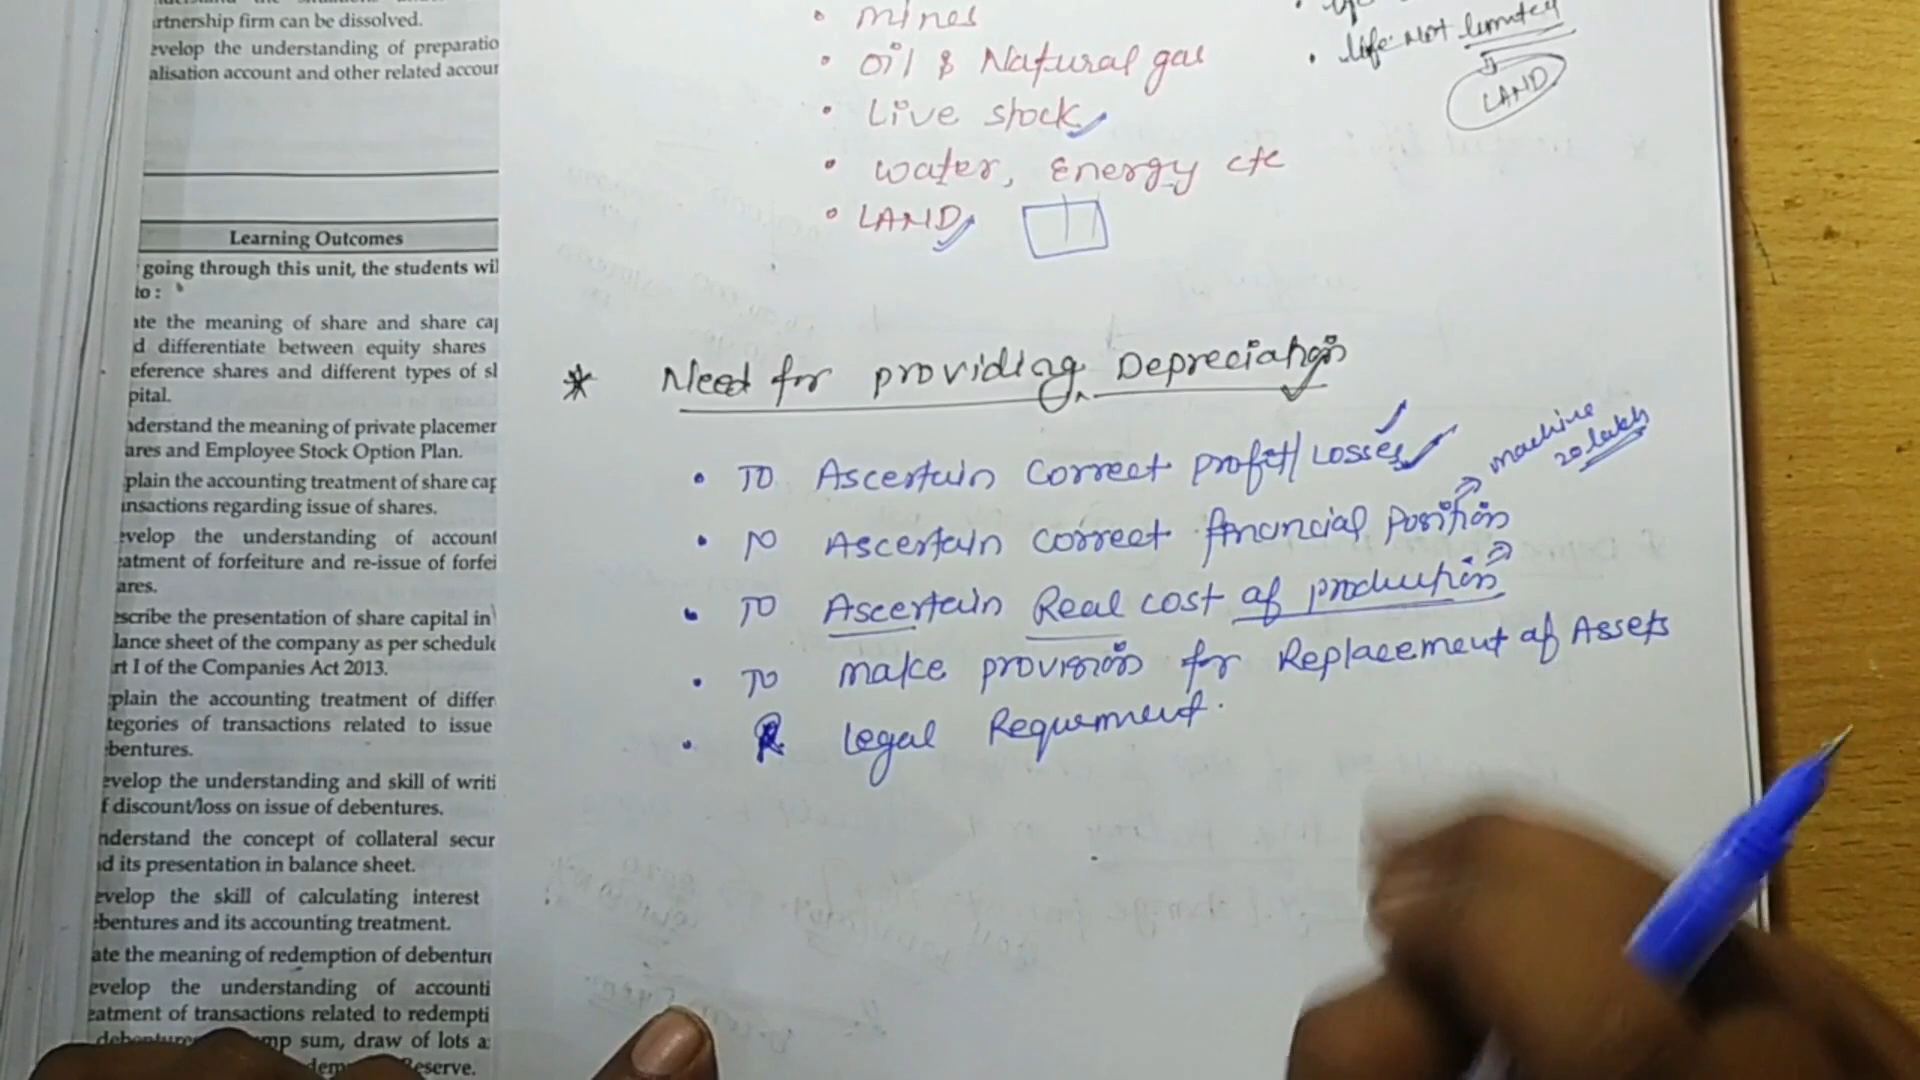 rtnership firm can be dissolved.
evelop the understanding of preparatio
alisation account and other related accour
Learning Outcomes
going through this unit, the students wil
to :
ate the meaning of share and share cap
d differentiate between equity shares
eference shares and different types of sl
pital.
nderstand the meaning of private placemer
ares and Employee Stock Option Plan.
plain the accounting treatment of share cap
ansactions regarding issue of shares.
evelop the understanding of account
eatment of forfeiture and re-issue of forfei
ares.
escribe the presentation of share capital in
lance sheet of the company as per schedule
rt I of the Companies Act 2013.
plain the accounting treatment of differ
tegories of transactions related to issue
ebentures.
evelop the understanding and skill of writi
f discount/loss on issue of debentures.
nderstand the concept of collateral secur
d its presentation in balance sheet.
evelop the skill of calculating interest
ebentures and its accounting treatment.
ate the meaning of redemption of debentur
evelop the understanding of accounti
eatment of transactions related to redempti
mp sum, draw of lots a
eserve.
• mines
• oil & Natural gas
• Live stock
• water, Energy etc
• LAND
• life Not limited
LAND
* Need for providing Depreciation
• TO Ascertain Correct profit/Losses
machine
20 lakh
• TO Ascertain Correct financial Position
• TO Ascertain Real cost of production
• TO make provision for Replacement of Assets
• Legal Requrment.